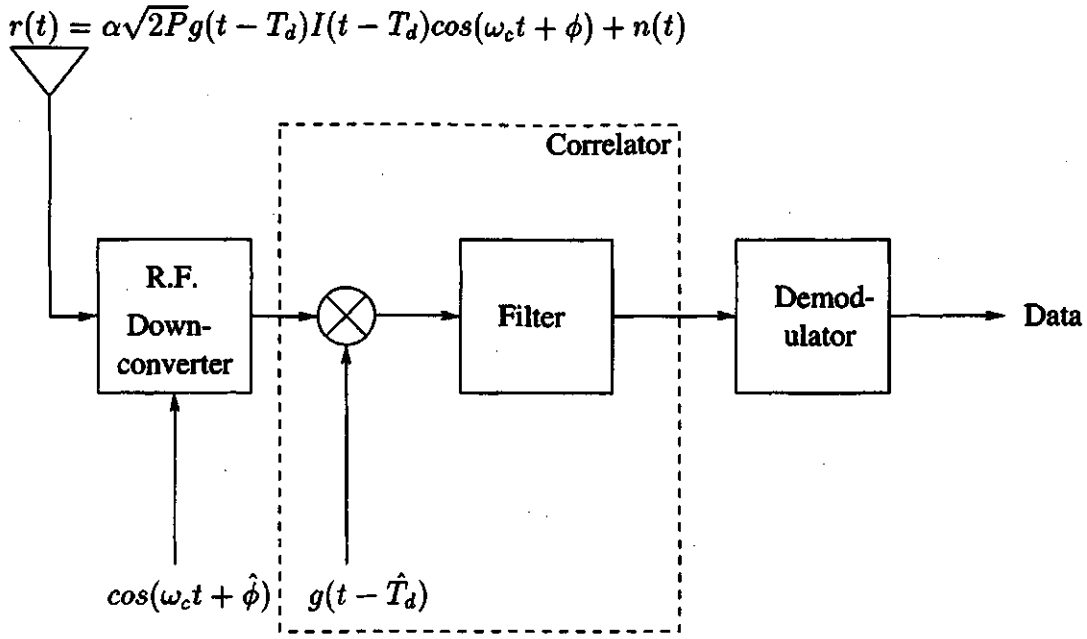 r(t) = α√2P g(t − T_d)I(t − T_d)cos(ω_c t + φ) + n(t)
Correlator
R.F.
Down-
converter
Filter
Demod-
ulator
Data
cos(ω_c t + φ̂)
g(t − T̂_d)